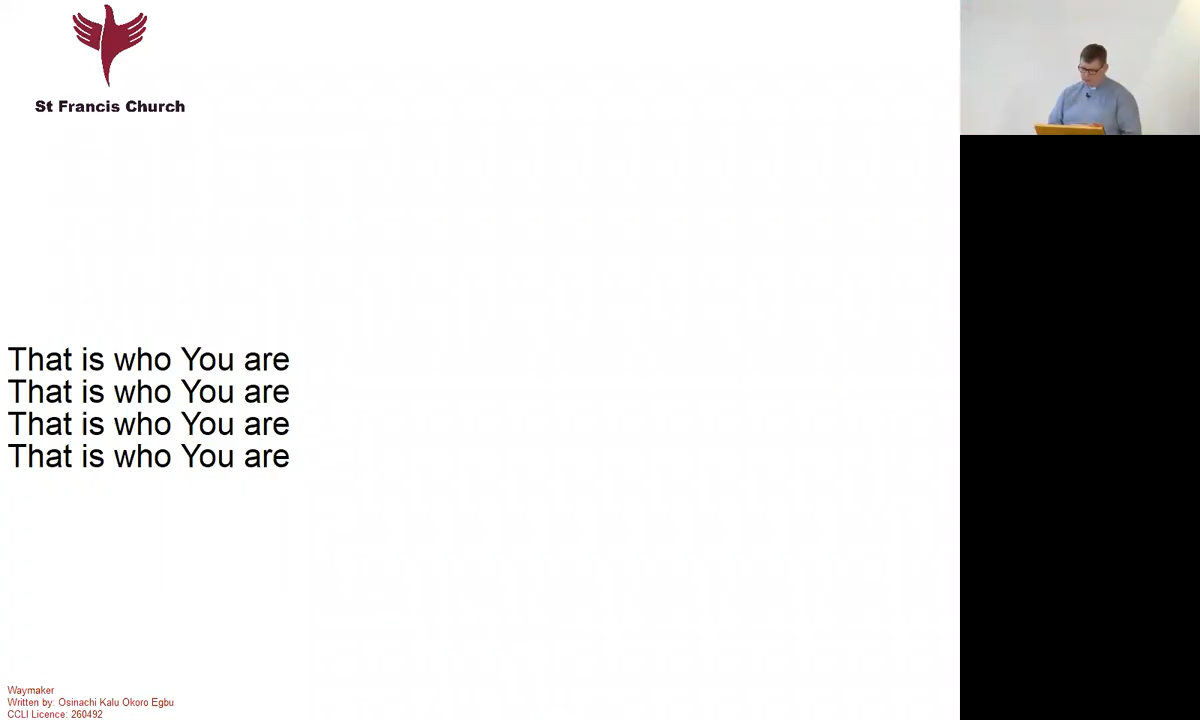 St Francis Church
That is who You are
That is who You are
That is who You are
That is who You are
Waymaker
Written by: Osinachi Kalu Okoro Egbu
CCLI Licence: 260492